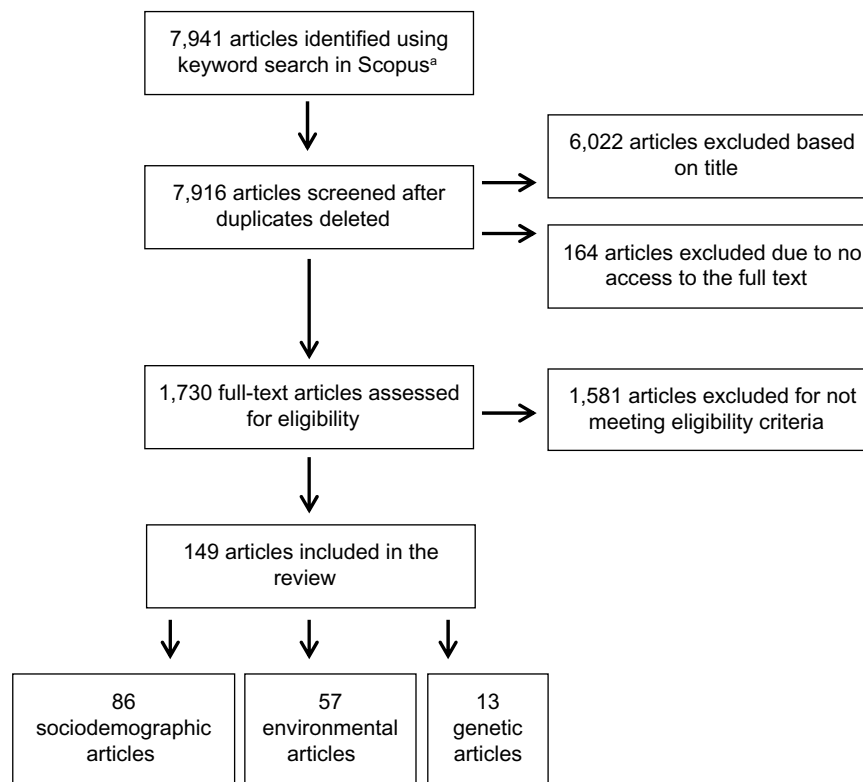 7,941 articles identified using
keyword search in Scopusᵃ
6,022 articles excluded based
on title
7,916 articles screened after
duplicates deleted
164 articles excluded due to no
access to the full text
1,730 full-text articles assessed
for eligibility
1,581 articles excluded for not
meeting eligibility criteria
149 articles included in the
review
86
sociodemographic
articles
57
environmental
articles
13
genetic
articles